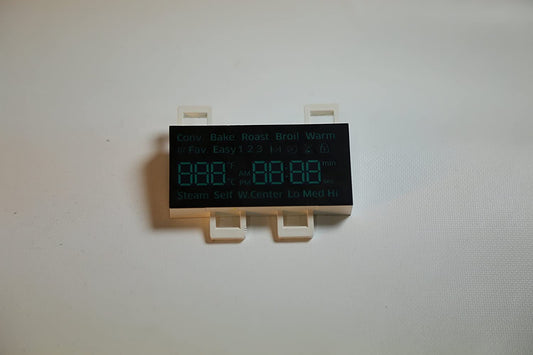 Conv. Bake Roast Broil Warm
Fav. Easy 1 2 3
888 °F AM 88:88 min
°C PM sec
Steam Self W.Center Lo Med Hi